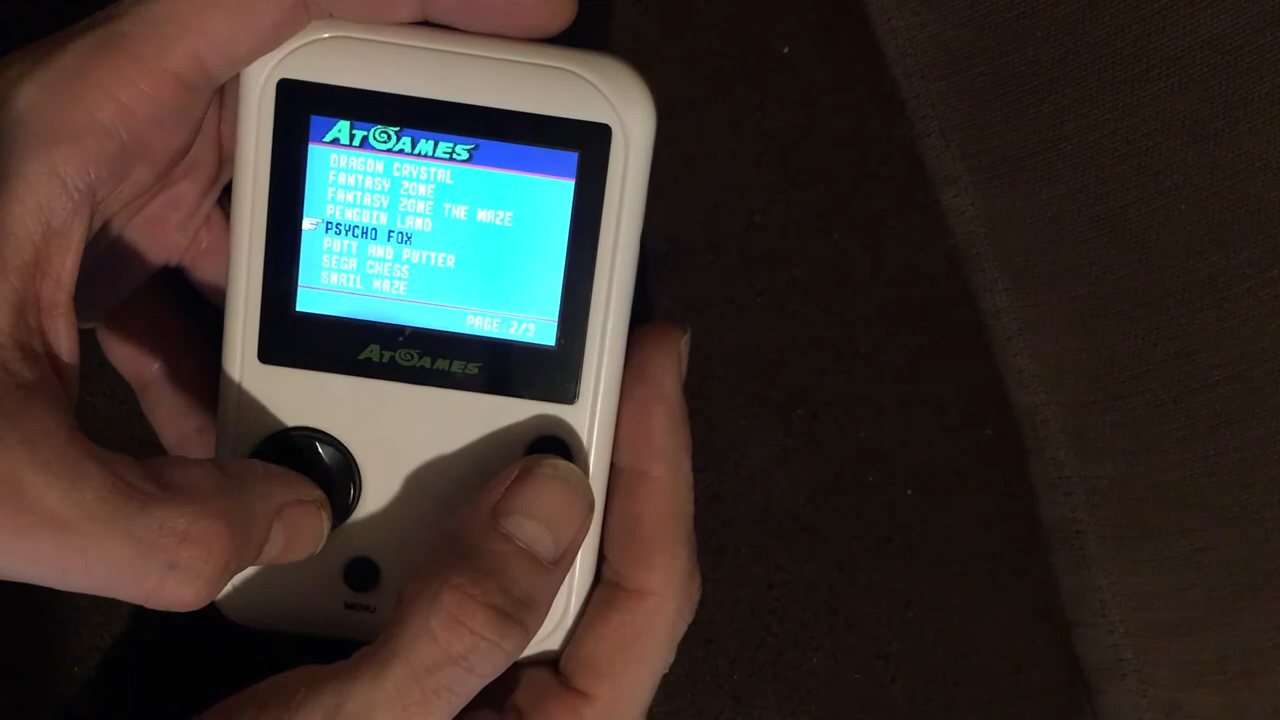 ATGAMES
DRAGON CRYSTAL
FANTASY ZONE
FANTASY ZONE THE MAZE
PENGUIN LAND
PSYCHO FOX
PUTT AND PUTTER
SEGA CHESS
SNAIL MAZE
PAGE:2/3
ATGAMES
MENU